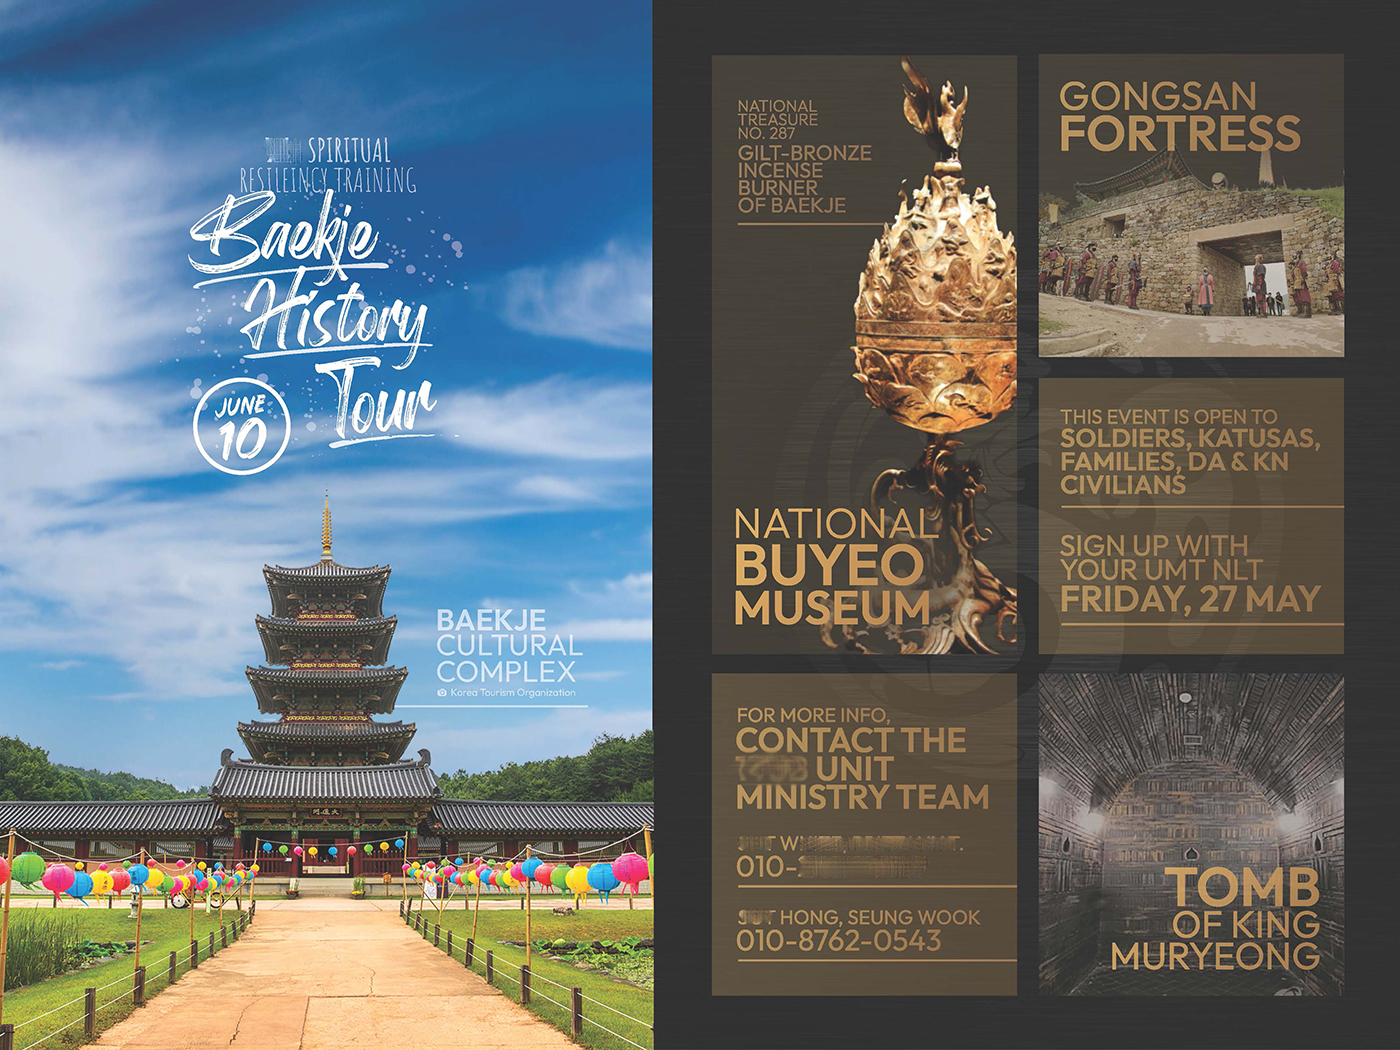 SPIRITUAL
RESILEINCY TRAINING
Baekje
History
Tour
JUNE
10
BAEKJE
CULTURAL
COMPLEX
Korea Tourism Organization
NATIONAL
TREASURE
NO. 287
GILT-BRONZE
INCENSE
BURNER
OF BAEKJE
NATIONAL
BUYEO
MUSEUM
GONGSAN
FORTRESS
THIS EVENT IS OPEN TO
SOLDIERS, KATUSAS,
FAMILIES, DA & KN
CIVILIANS
SIGN UP WITH
YOUR UMT NLT
FRIDAY, 27 MAY
FOR MORE INFO,
CONTACT THE
UNIT
MINISTRY TEAM
010-
HONG, SEUNG WOOK
010-8762-0543
TOMB
OF KING
MURYEONG